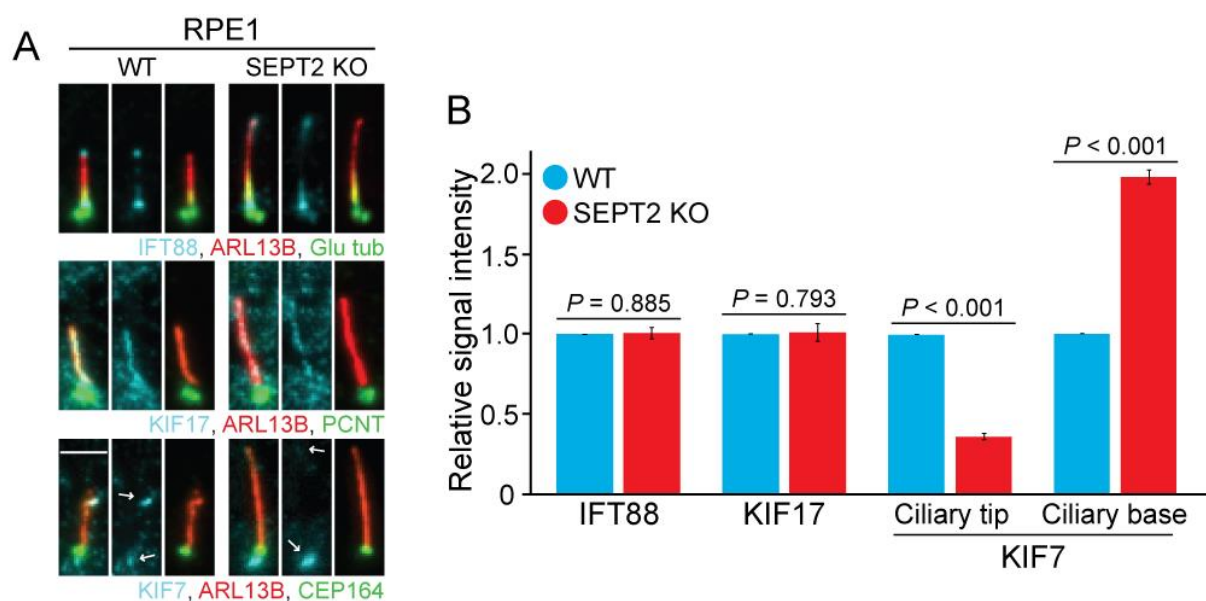 A
RPE1
WT SEPT2 KO
IFT88, ARL13B, Glu tub
KIF17, ARL13B, PCNT
KIF7, ARL13B, CEP164
B
Relative signal intensity
2.0
1.5
1.0
0.5
0
WT
SEPT2 KO
P = 0.885
P = 0.793
P < 0.001
P < 0.001
IFT88 KIF17 Ciliary tip Ciliary base
KIF7